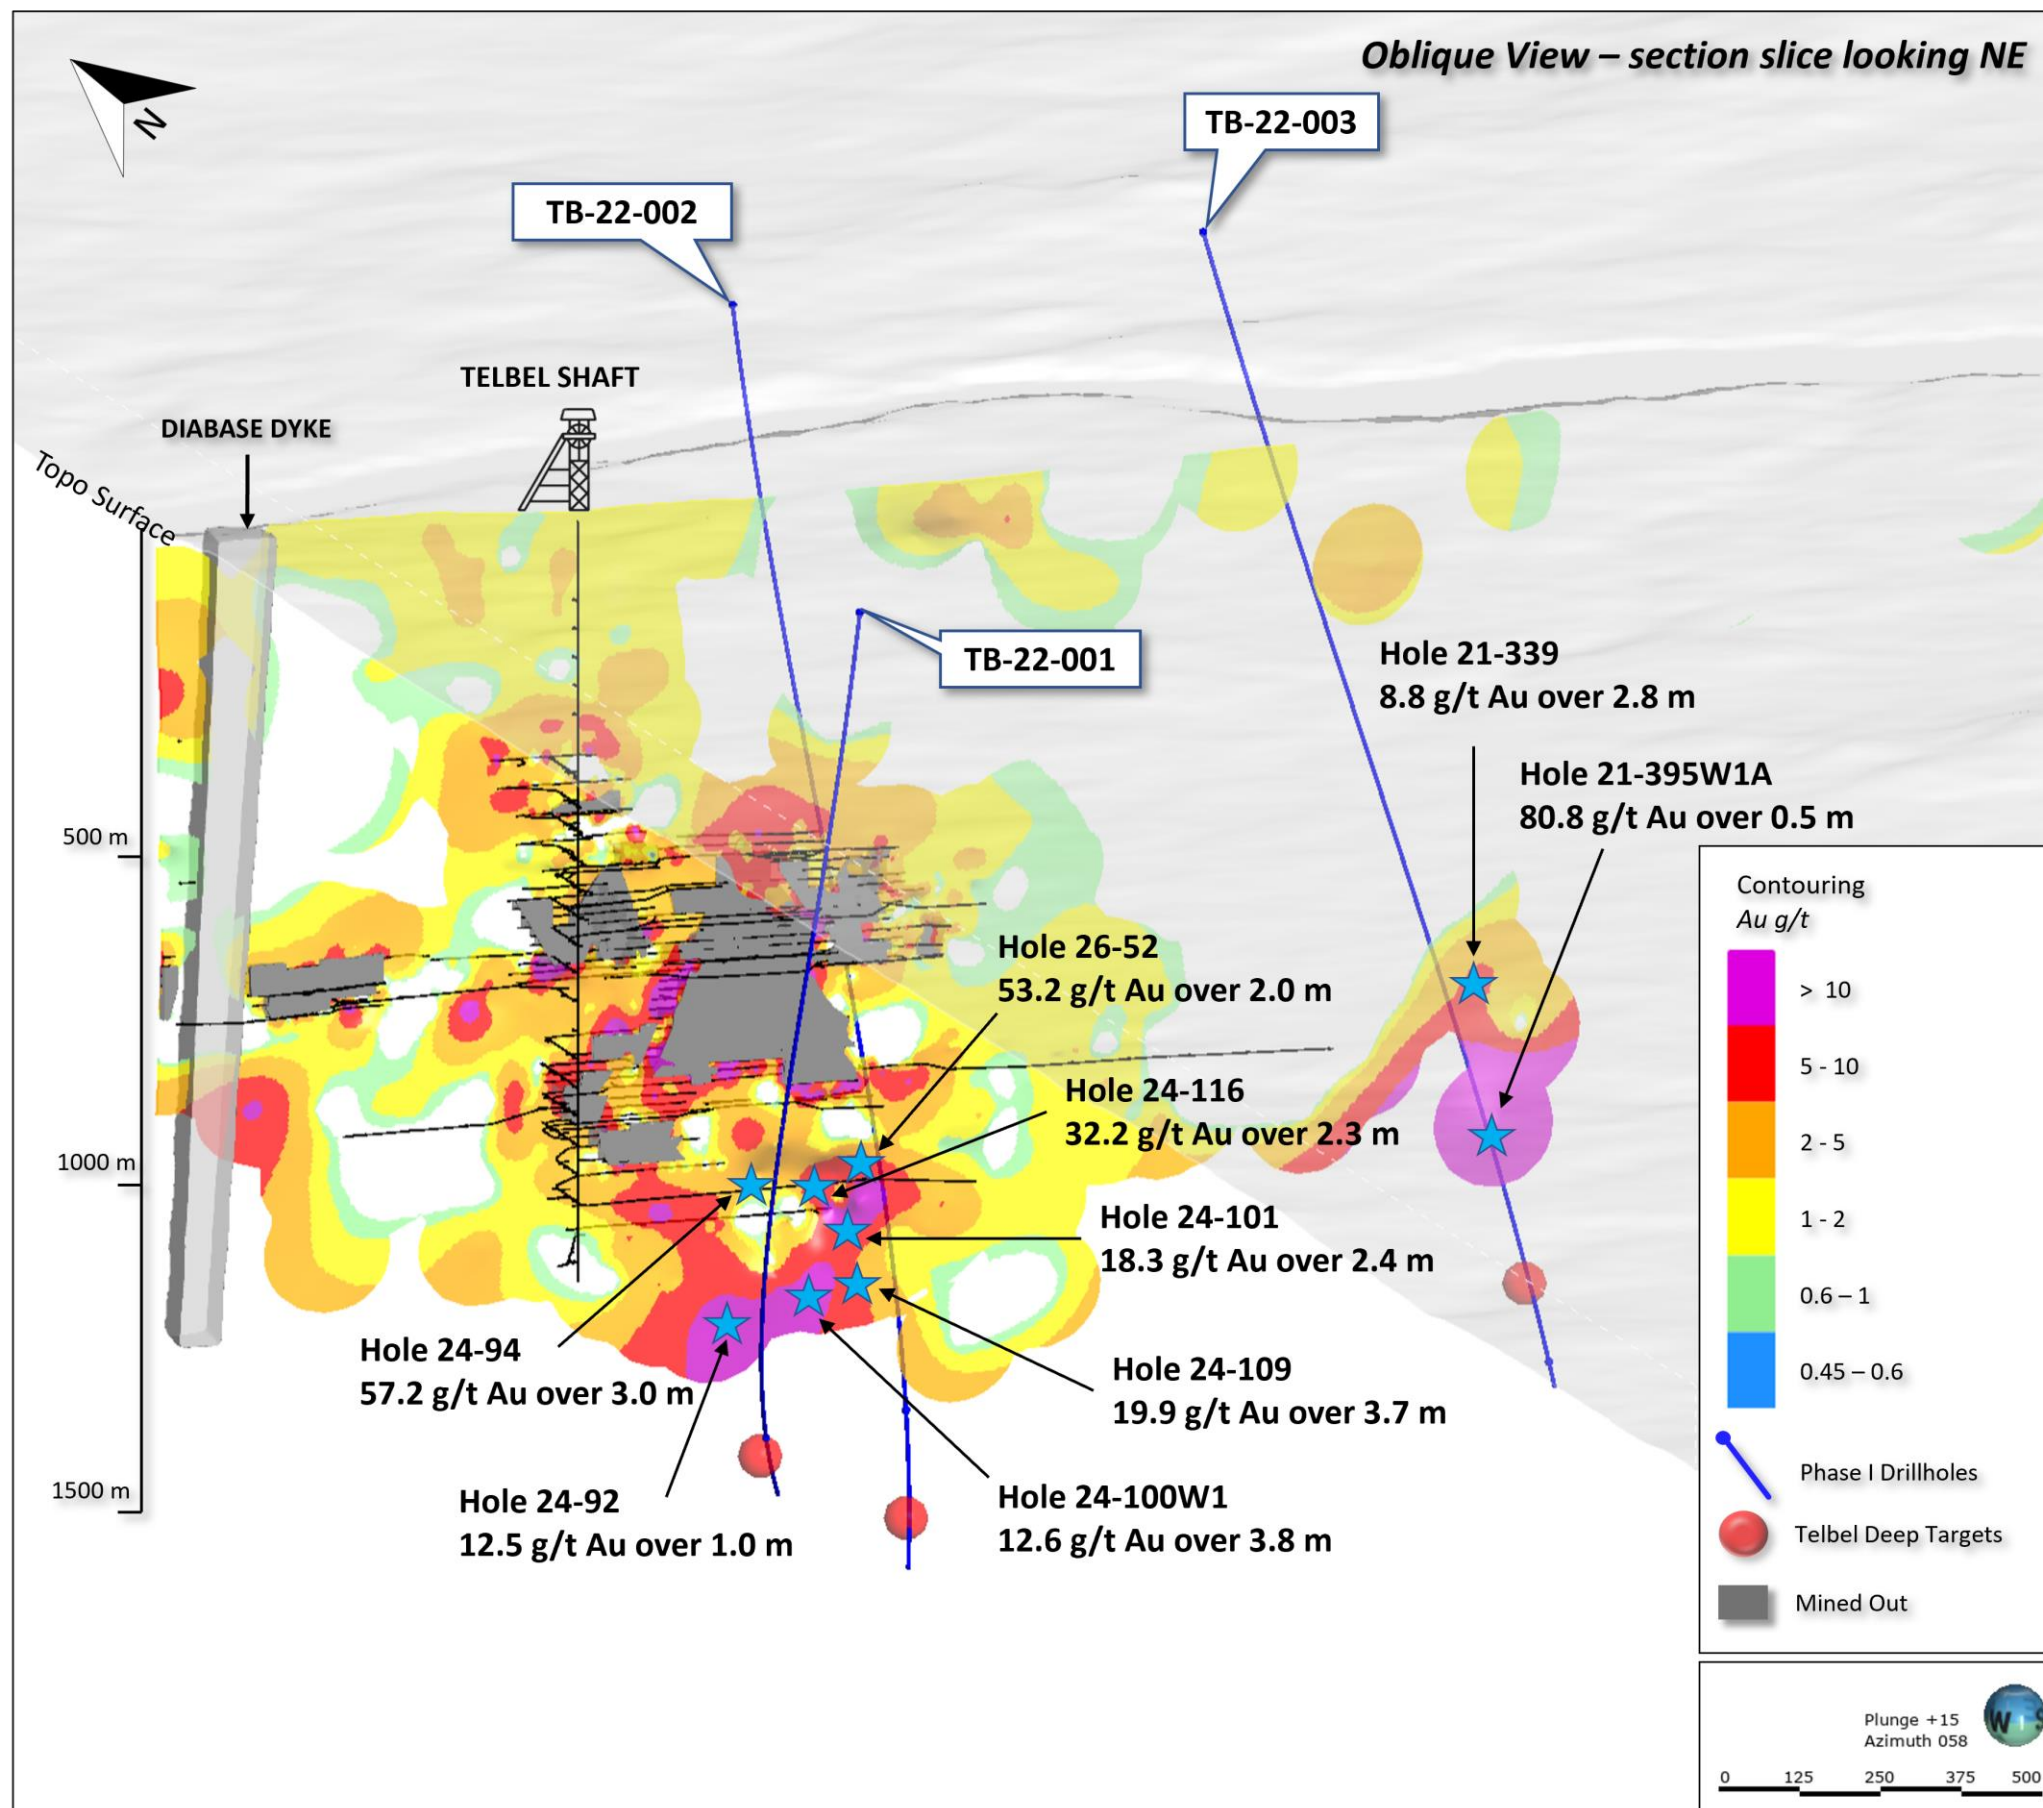 Oblique View – section slice looking NE
N
TB-22-003
TB-22-002
TELBEL SHAFT
DIABASE DYKE
Topo Surface
TB-22-001
Hole 21-339
8.8 g/t Au over 2.8 m
Hole 21-395W1A
80.8 g/t Au over 0.5 m
500 m
1000 m
1500 m
Hole 26-52
53.2 g/t Au over 2.0 m
Hole 24-116
32.2 g/t Au over 2.3 m
Hole 24-101
18.3 g/t Au over 2.4 m
Hole 24-94
57.2 g/t Au over 3.0 m
Hole 24-109
19.9 g/t Au over 3.7 m
Hole 24-92
12.5 g/t Au over 1.0 m
Hole 24-100W1
12.6 g/t Au over 3.8 m
Contouring
Au g/t
> 10
5 - 10
2 - 5
1 - 2
0.6 – 1
0.45 – 0.6
Phase I Drillholes
Telbel Deep Targets
Mined Out
Plunge +15
Azimuth 058
W S
0 125 250 375 500